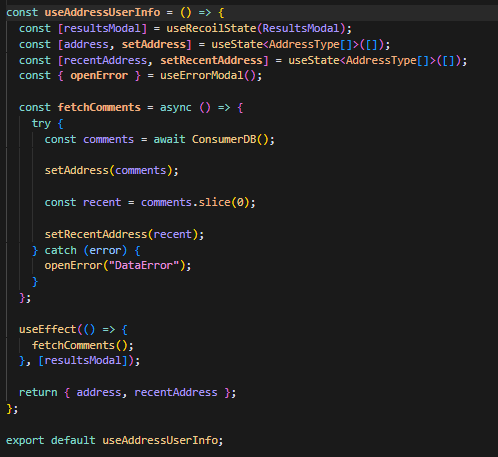 const useAddressUserInfo = () => {
  const [resultsModal] = useRecoilState(ResultsModal);
  const [address, setAddress] = useState<AddressType[]>([]);
  const [recentAddress, setRecentAddress] = useState<AddressType[]>([]);
  const { openError } = useErrorModal();

  const fetchComments = async () => {
    try {
      const comments = await ConsumerDB();

      setAddress(comments);

      const recent = comments.slice(0);

      setRecentAddress(recent);
    } catch (error) {
      openError("DataError");
    }
  };

  useEffect(() => {
    fetchComments();
  }, [resultsModal]);

  return { address, recentAddress };
};

export default useAddressUserInfo;